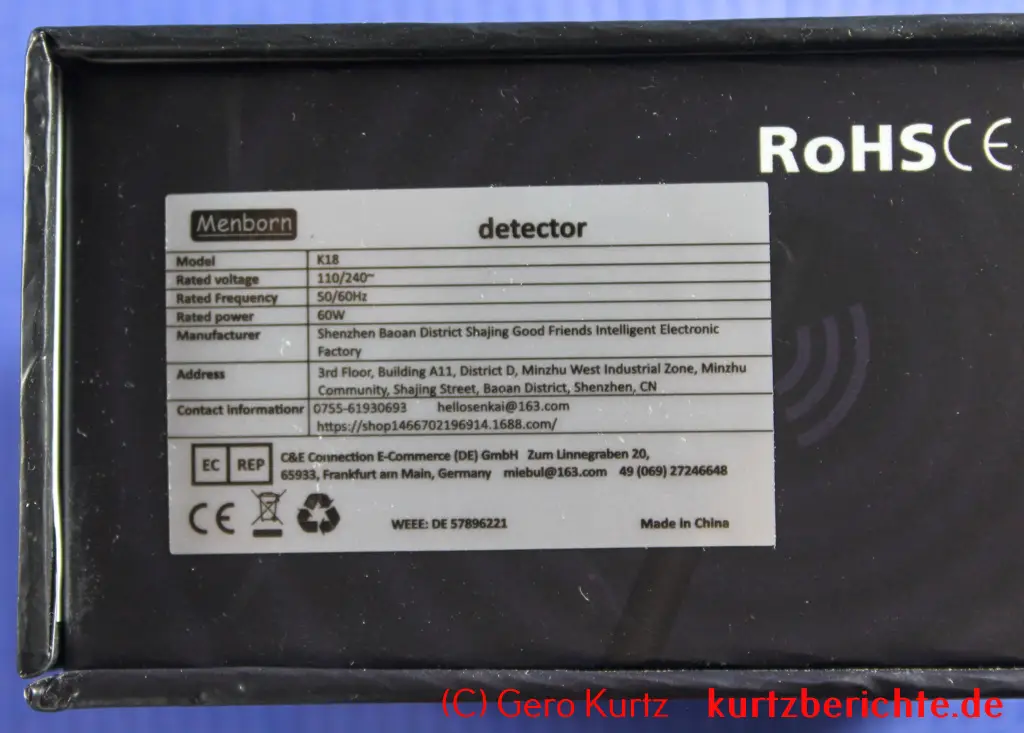 RoHS CE
Menborn
detector
Model K18
Rated voltage 110/240~
Rated Frequency 50/60Hz
Rated power 60W
Manufacturer Shenzhen Baoan District Shajing Good Friends Intelligent Electronic
Factory
Address 3rd Floor, Building A11, District D, Minzhu West Industrial Zone, Minzhu
Community, Shajing Street, Baoan District, Shenzhen, CN
Contact informationr 0755-61930693 hellosenkai@163.com
https://shop1466702196914.1688.com/
EC REP C&E Connection E-Commerce (DE) GmbH Zum Linnegraben 20,
65933, Frankfurt am Main, Germany mlebul@163.com 49 (069) 27246648
CE WEEE: DE 57896221 Made in China
(C) Gero Kurtz kurtzberichte.de